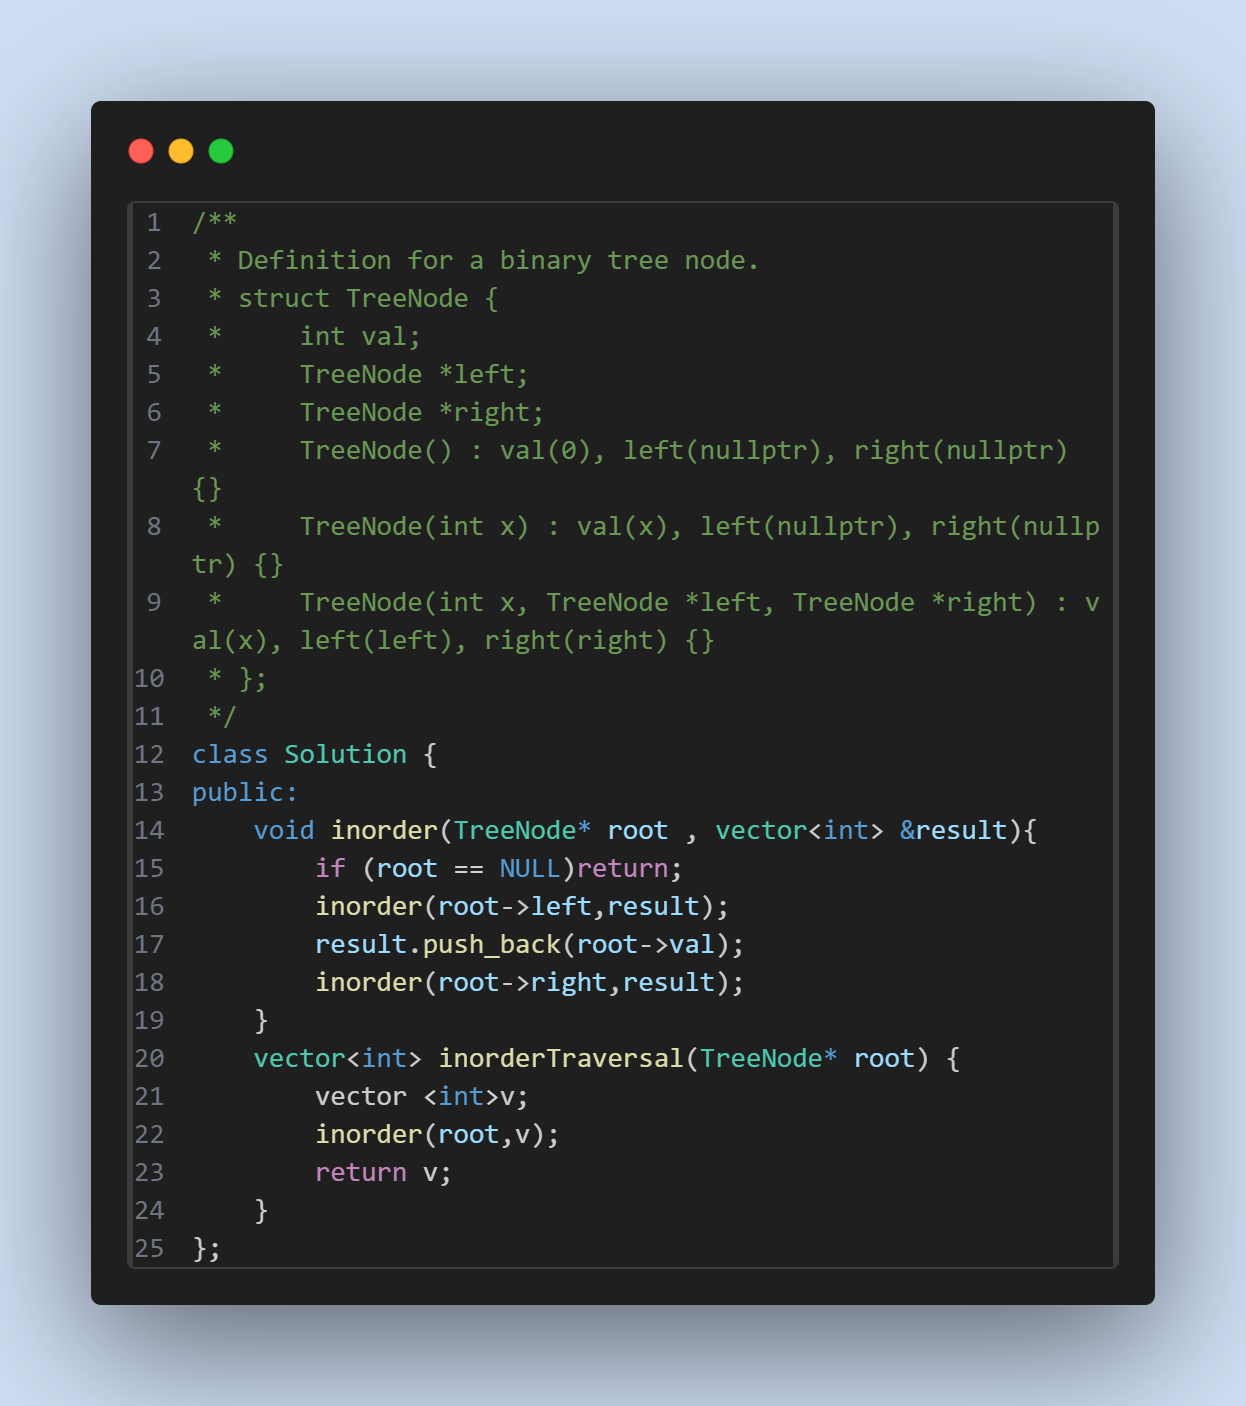 1 /**
2  * Definition for a binary tree node.
3  * struct TreeNode {
4  *     int val;
5  *     TreeNode *left;
6  *     TreeNode *right;
7  *     TreeNode() : val(0), left(nullptr), right(nullptr)
{}
8  *     TreeNode(int x) : val(x), left(nullptr), right(nullp
tr) {}
9  *     TreeNode(int x, TreeNode *left, TreeNode *right) : v
al(x), left(left), right(right) {}
10  * };
11  */
12 class Solution {
13 public:
14     void inorder(TreeNode* root , vector<int> &result){
15         if (root == NULL)return;
16         inorder(root->left,result);
17         result.push_back(root->val);
18         inorder(root->right,result);
19     }
20     vector<int> inorderTraversal(TreeNode* root) {
21         vector <int>v;
22         inorder(root,v);
23         return v;
24     }
25 };